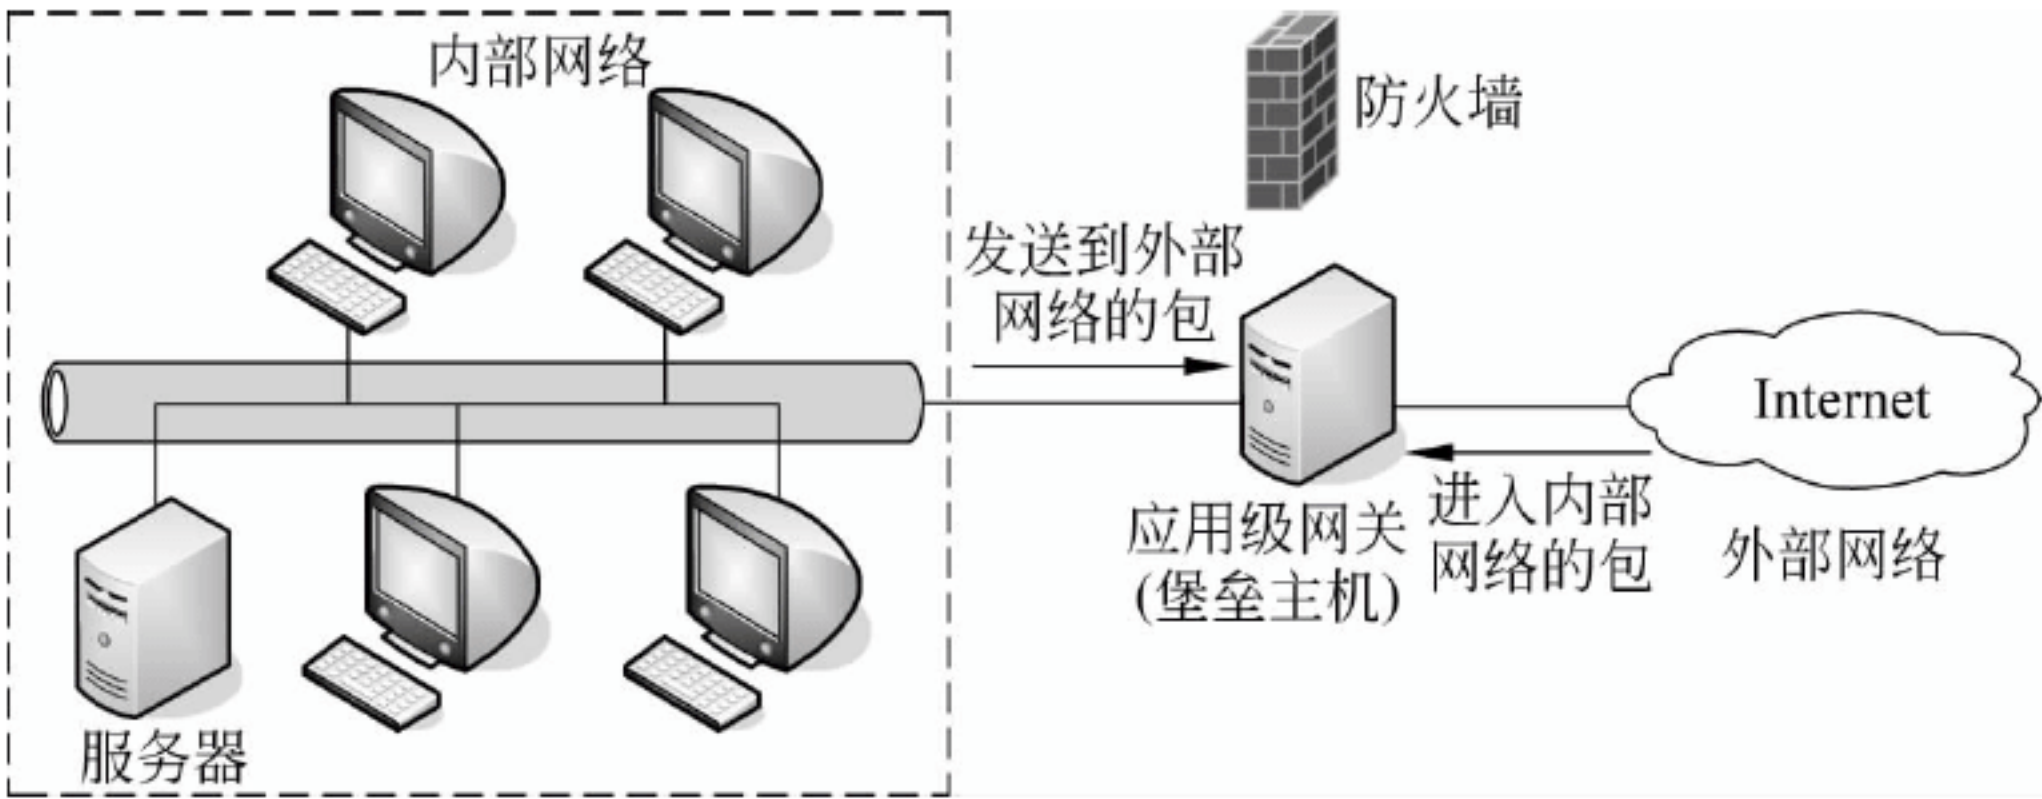 内部网络
防火墙
发送到外部
网络的包
Internet
应用级网关
(堡垒主机)
进入内部
网络的包
外部网络
服务器